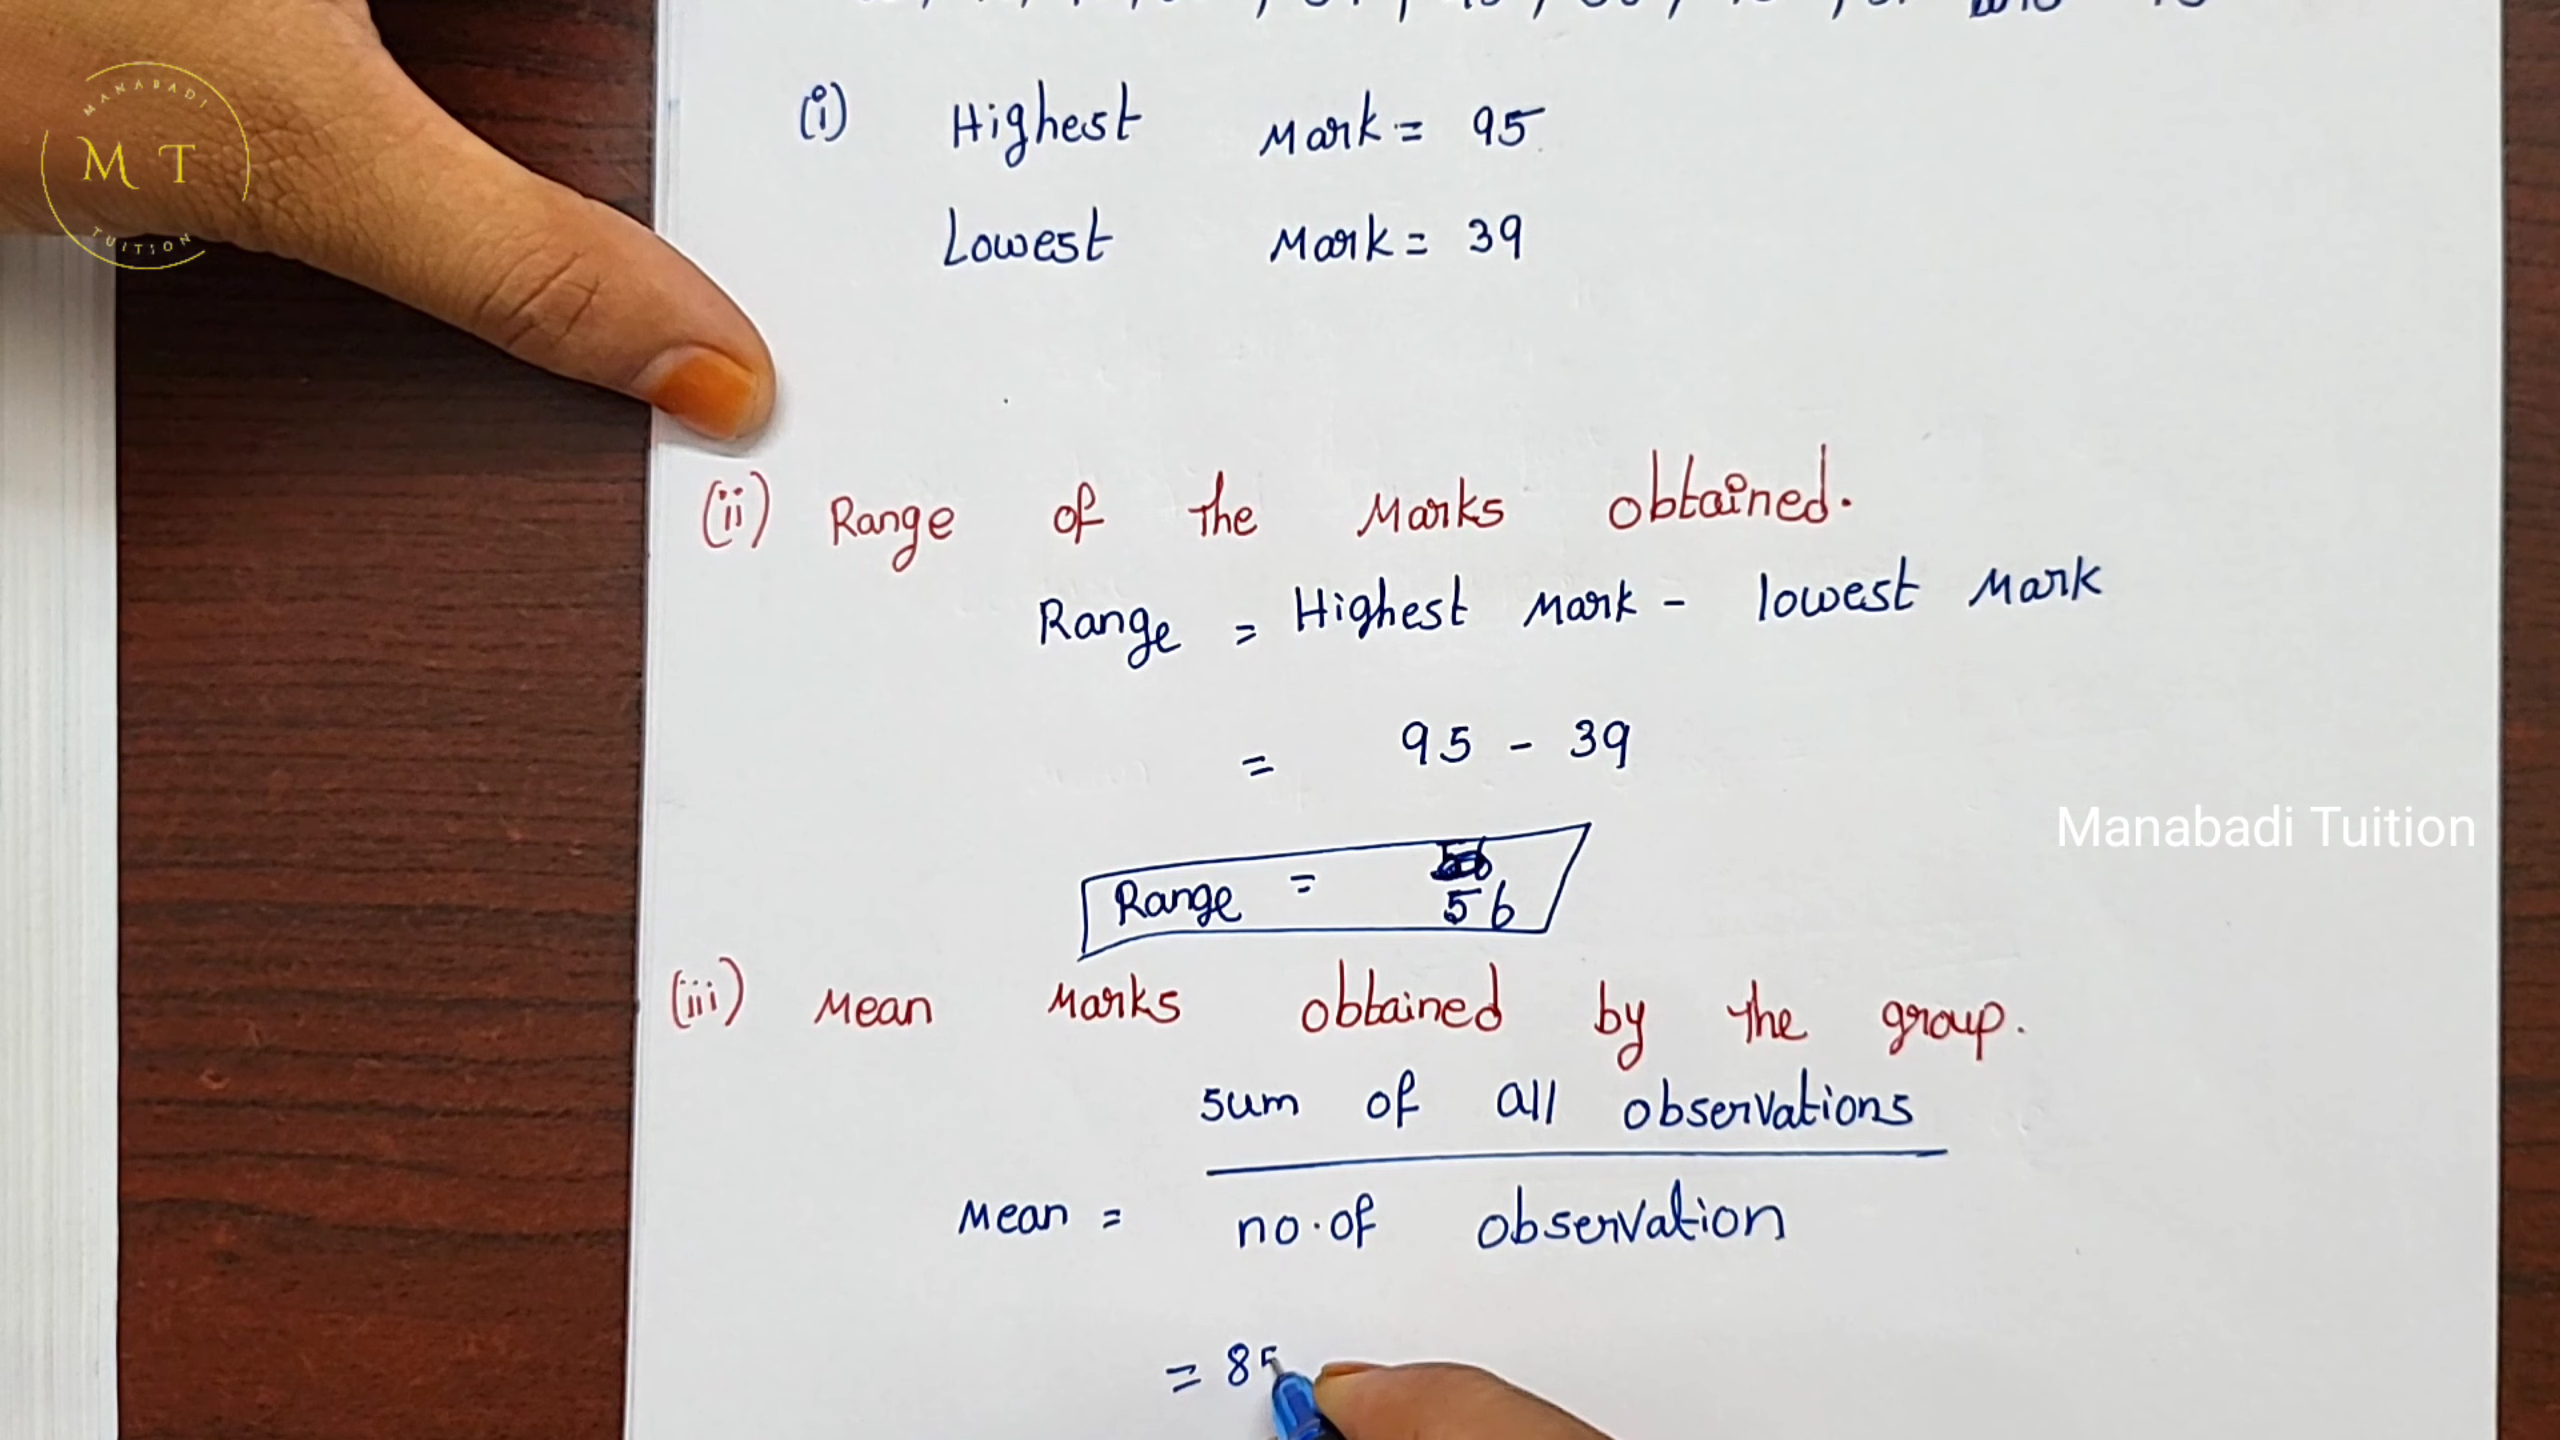 MANABADI
MT
TUITION
(i) Highest Mark = 95
Lowest Mark = 39
(ii) Range of the Marks obtained.
Range = Highest Mark - lowest Mark
= 95 - 39
Range = 56
Manabadi Tuition
(iii) Mean Marks obtained by the group.
sum of all observations
Mean = no.of observation
= 85